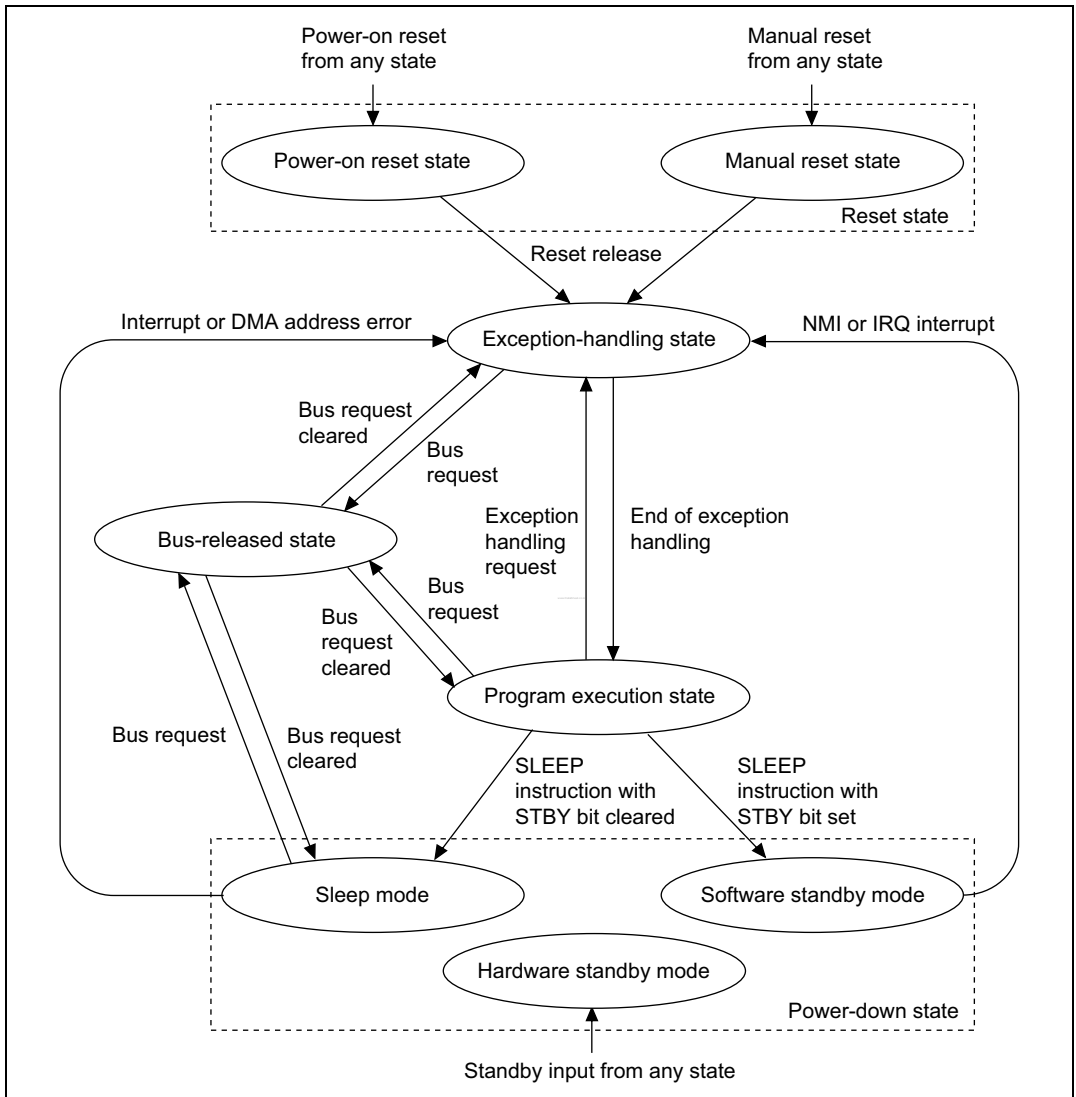 Power-on reset
from any state
Manual reset
from any state
Power-on reset state
Manual reset state
Reset state
Reset release
Interrupt or DMA address error
NMI or IRQ interrupt
Exception-handling state
Bus request
cleared
Bus
request
Bus-released state
Exception
handling
request
End of exception
handling
Bus
request
Bus
request
cleared
Program execution state
Bus request
Bus request
cleared
SLEEP
instruction with
STBY bit cleared
SLEEP
instruction with
STBY bit set
Sleep mode
Software standby mode
Hardware standby mode
Power-down state
Standby input from any state